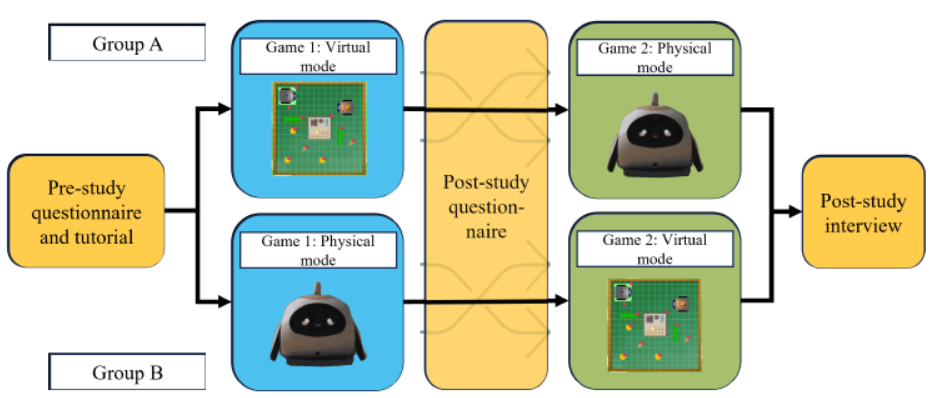 Group A
Game 1: Virtual
mode
Game 2: Physical
mode
Pre-study
questionnaire
and tutorial
Post-study
question-
naire
Post-study
interview
Game 1: Physical
mode
Game 2: Virtual
mode
Group B